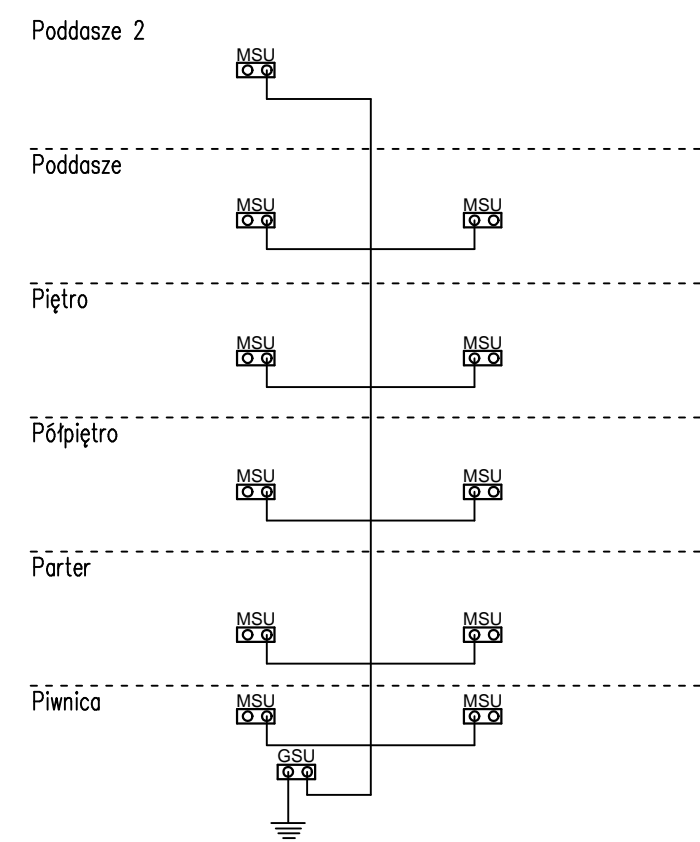 Poddasze 2
MSU
Poddasze
MSU MSU
Piętro
MSU MSU
Półpiętro
MSU MSU
Parter
MSU MSU
Piwnica
MSU MSU
GSU